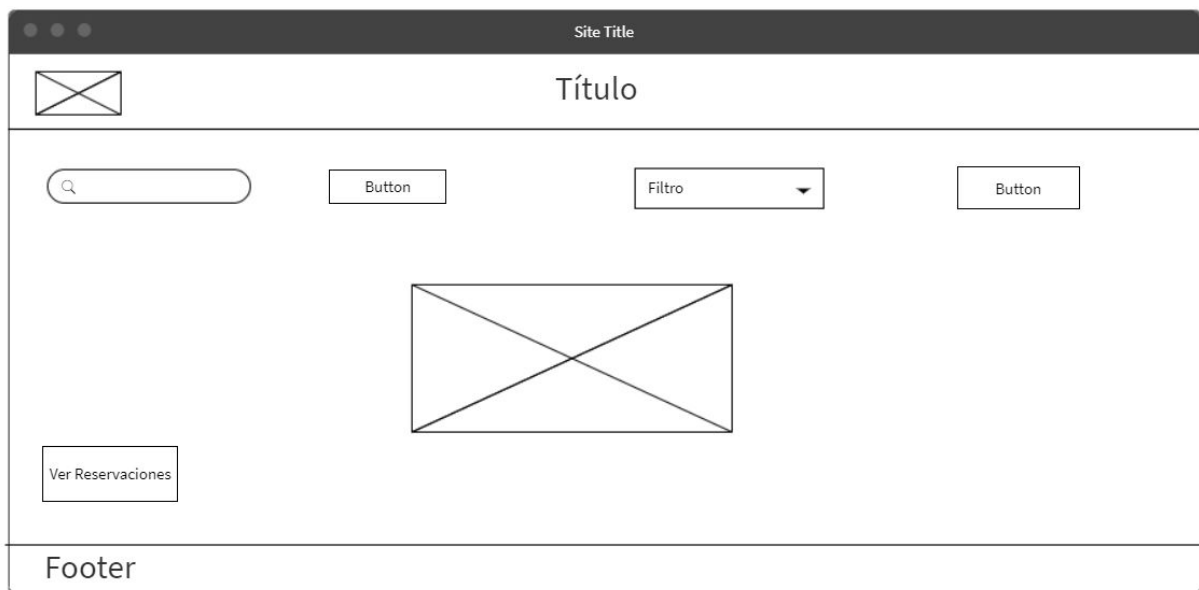 Site Title
Título
Button
Filtro
Button
Ver Reservaciones
Footer